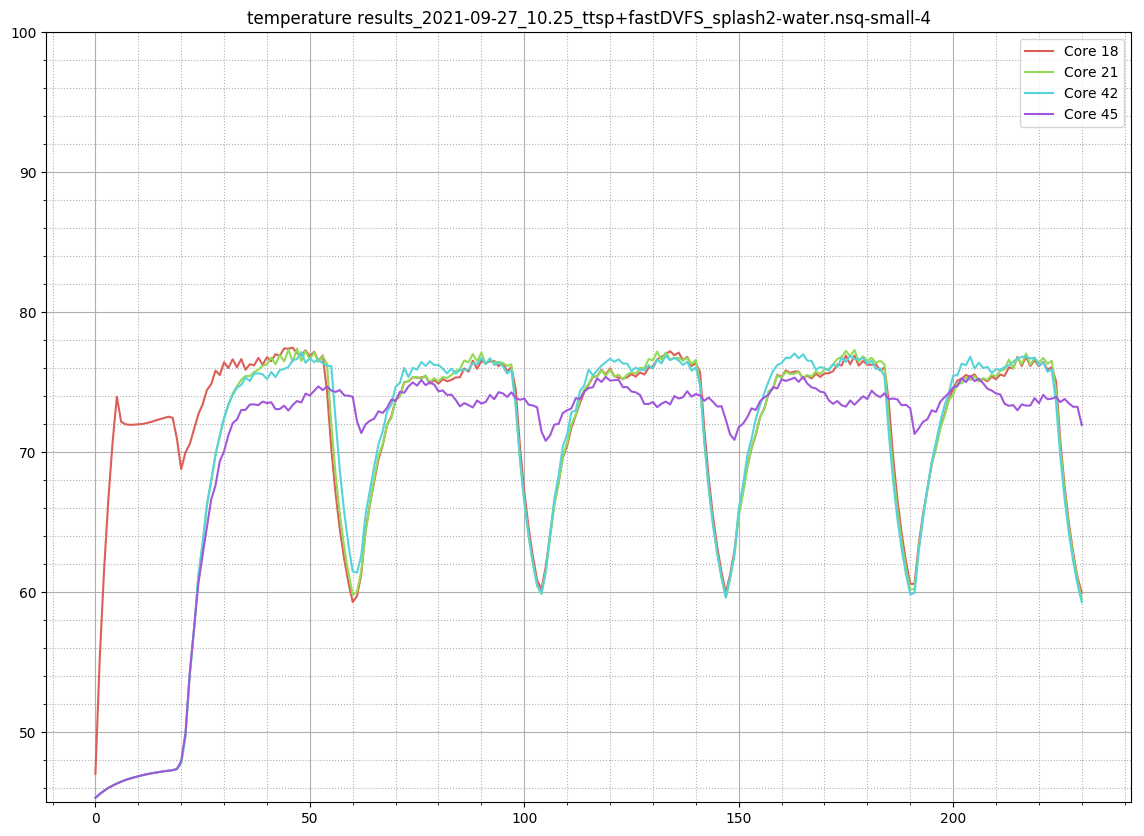 temperature results_2021-09-27_10.25_ttsp+fastDVFS_splash2-water.nsq-small-4
100
90
80
70
60
50
0
50
100
150
200
Core 18
Core 21
Core 42
Core 45